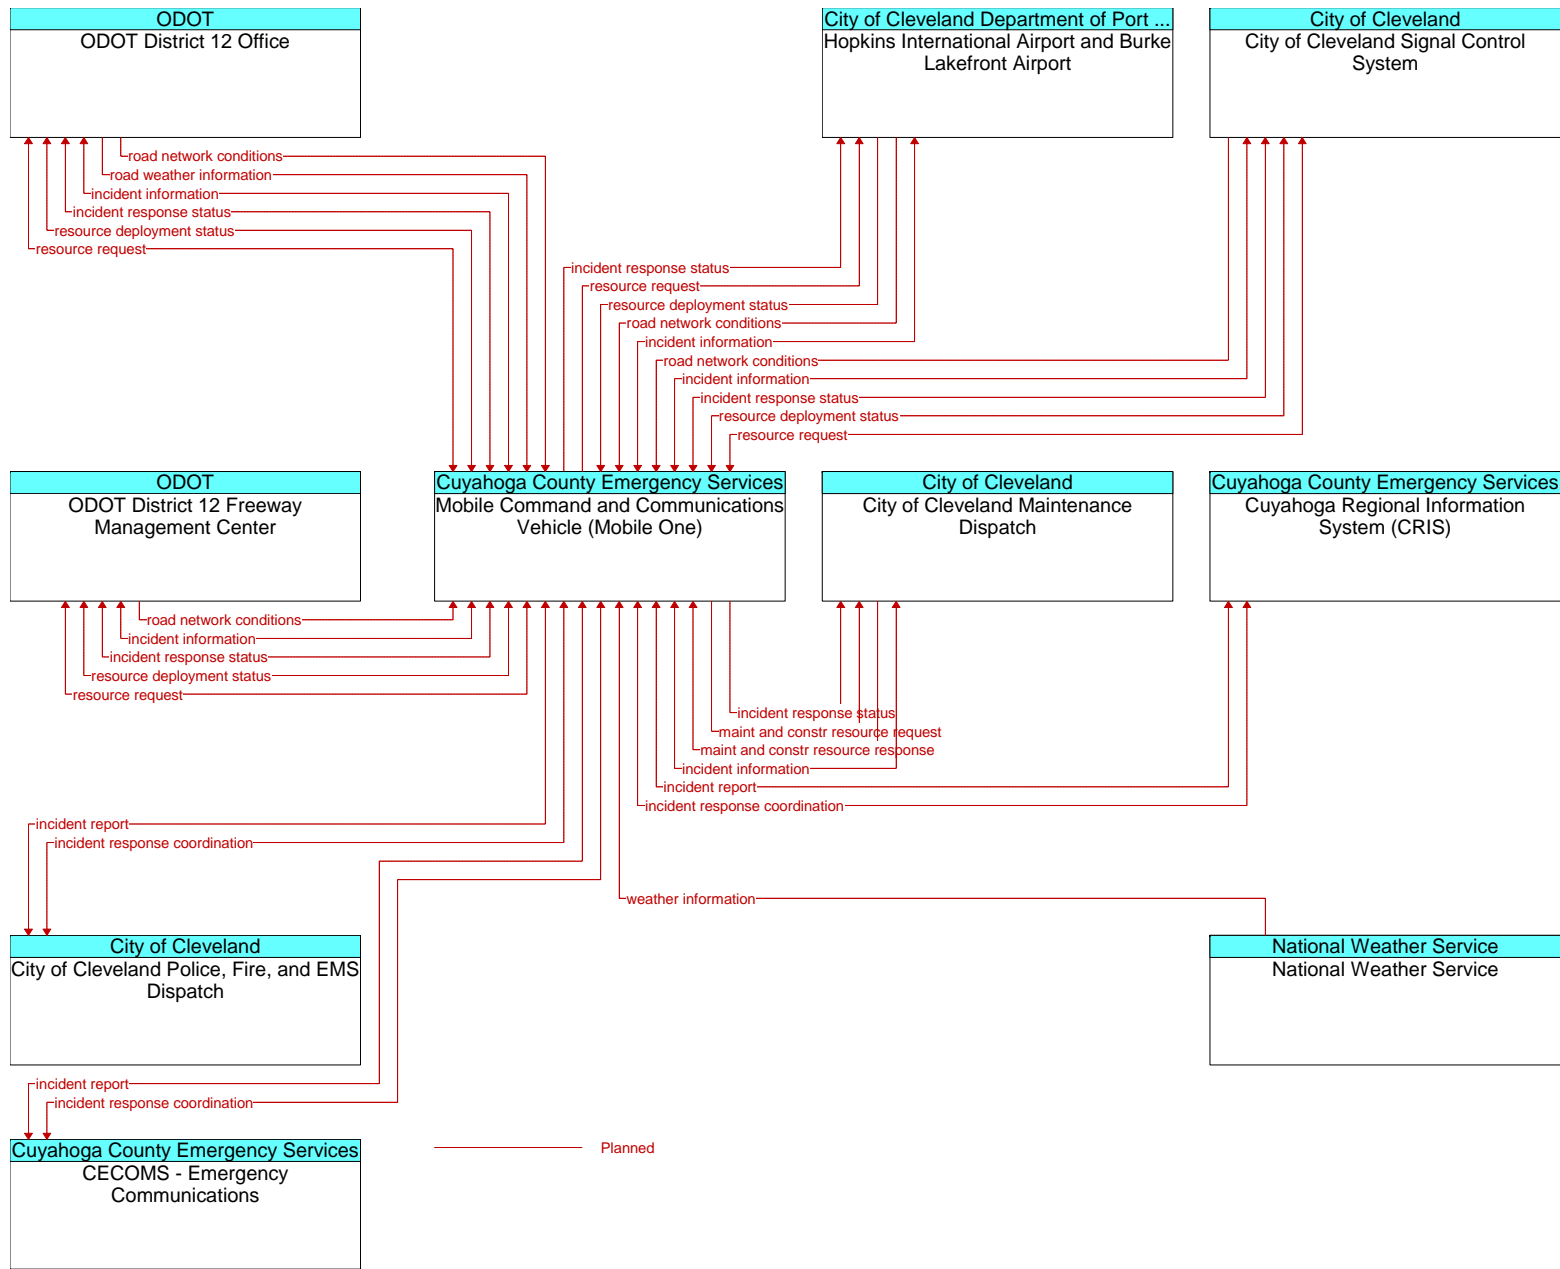 ODOT
ODOT District 12 Office
City of Cleveland Department of Port ...
Hopkins International Airport and Burke
Lakefront Airport
City of Cleveland
City of Cleveland Signal Control
System
road network conditions
road weather information
incident information
incident response status
resource deployment status
resource request
incident response status
resource request
resource deployment status
road network conditions
incident information
road network conditions
incident information
incident response status
resource deployment status
resource request
ODOT
ODOT District 12 Freeway
Management Center
Cuyahoga County Emergency Services
Mobile Command and Communications
Vehicle (Mobile One)
City of Cleveland
City of Cleveland Maintenance
Dispatch
Cuyahoga County Emergency Services
Cuyahoga Regional Information
System (CRIS)
road network conditions
incident information
incident response status
resource deployment status
resource request
incident response status
maint and constr resource request
maint and constr resource response
incident information
incident report
incident response coordination
incident report
incident response coordination
weather information
City of Cleveland
City of Cleveland Police, Fire, and EMS
Dispatch
National Weather Service
National Weather Service
incident report
incident response coordination
Cuyahoga County Emergency Services
CECOMS - Emergency
Communications
Planned